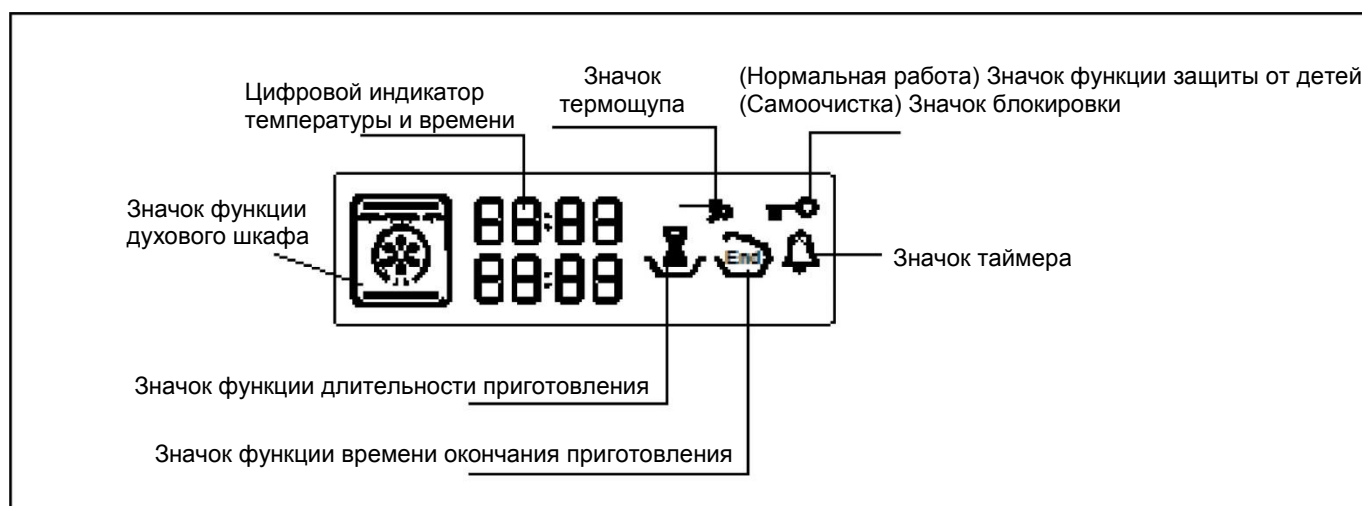 Цифровой индикатор
температуры и времени
Значок
термощупа
(Нормальная работа) Значок функции защиты от детей
(Самоочистка) Значок блокировки
Значок функции
духового шкафа
88:88
88:88
End
Значок таймера
Значок функции длительности приготовления
Значок функции времени окончания приготовления